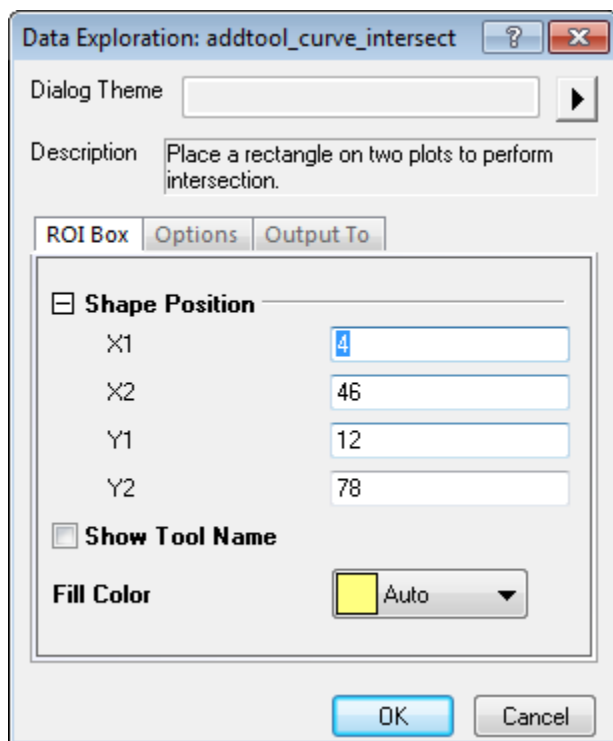 Data Exploration: addtool_curve_intersect
Dialog Theme
Description Place a rectangle on two plots to perform
intersection.
ROI Box Options Output To
Shape Position
X1 4
X2 46
Y1 12
Y2 78
Show Tool Name
Fill Color Auto
OK Cancel